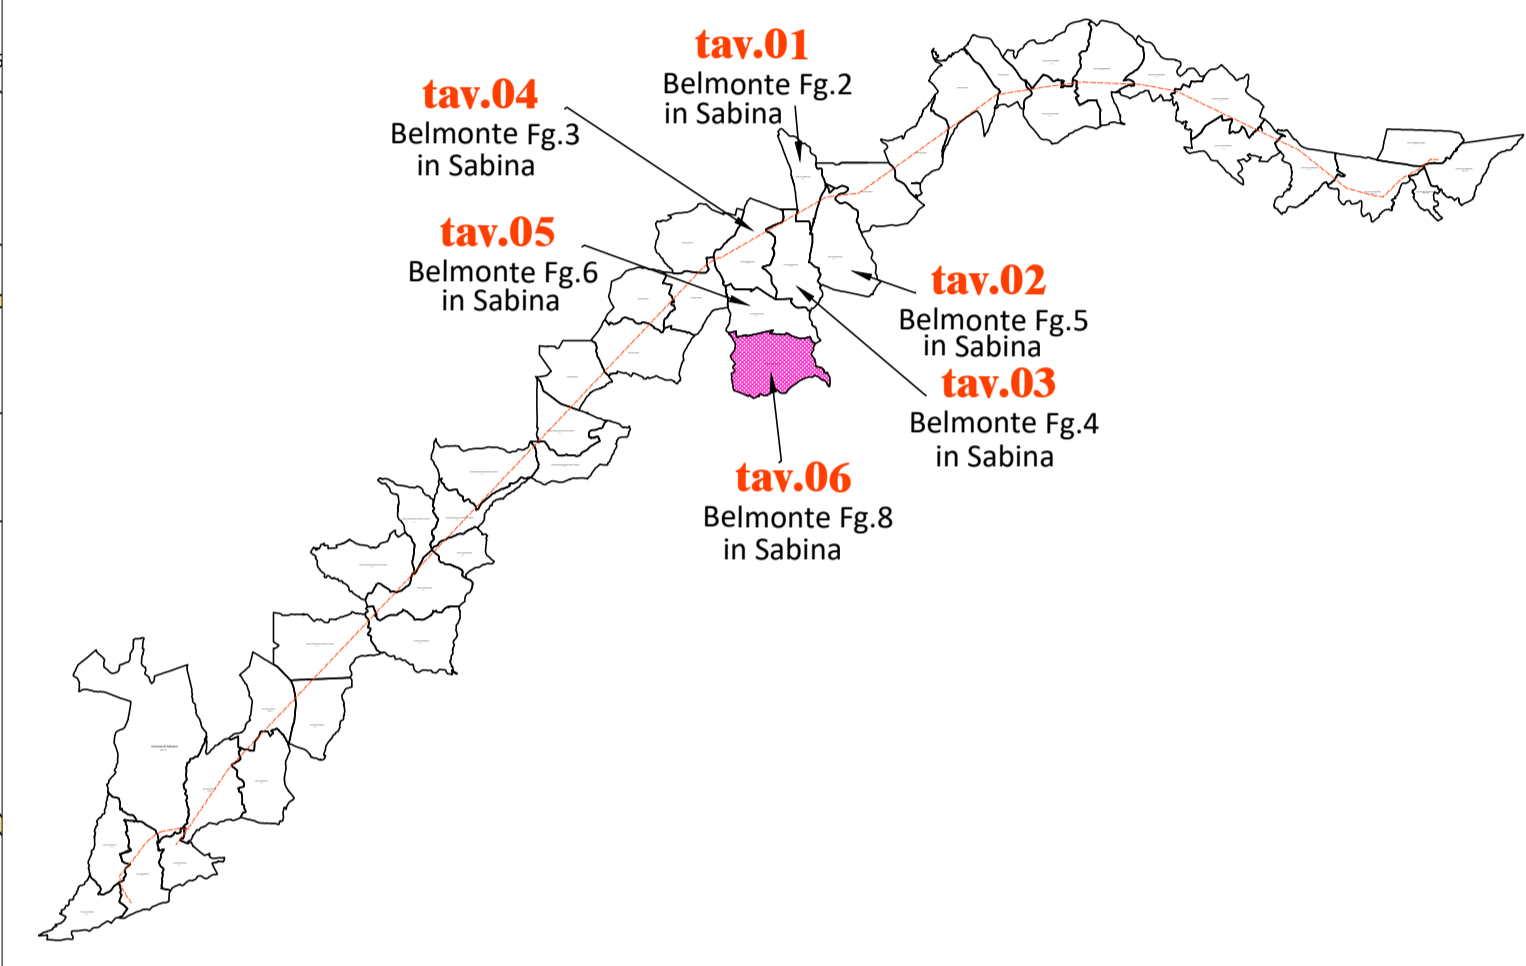 tav.01
Belmonte Fg.2
in Sabina
tav.04
Belmonte Fg.3
in Sabina
tav.05
Belmonte Fg.6
in Sabina
tav.02
Belmonte Fg.5
in Sabina
tav.03
Belmonte Fg.4
in Sabina
tav.06
Belmonte Fg.8
in Sabina